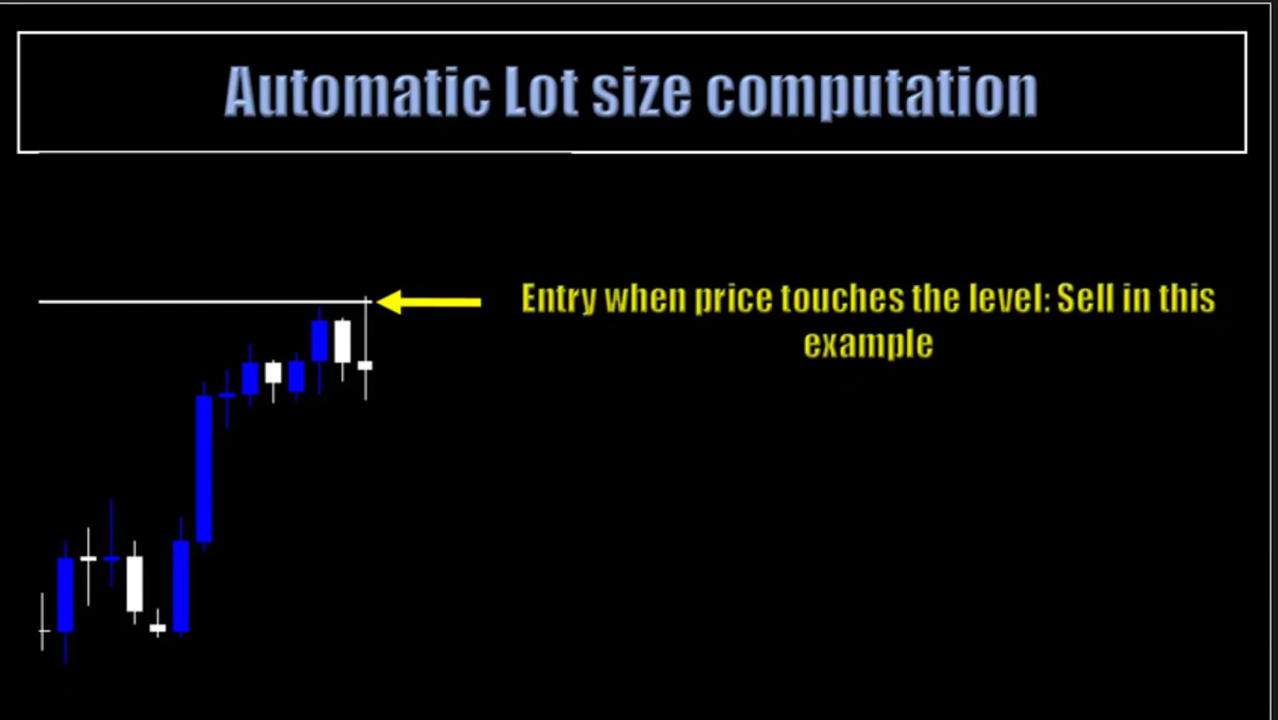 Automatic Lot size computation
Entry when price touches the level: Sell in this
example